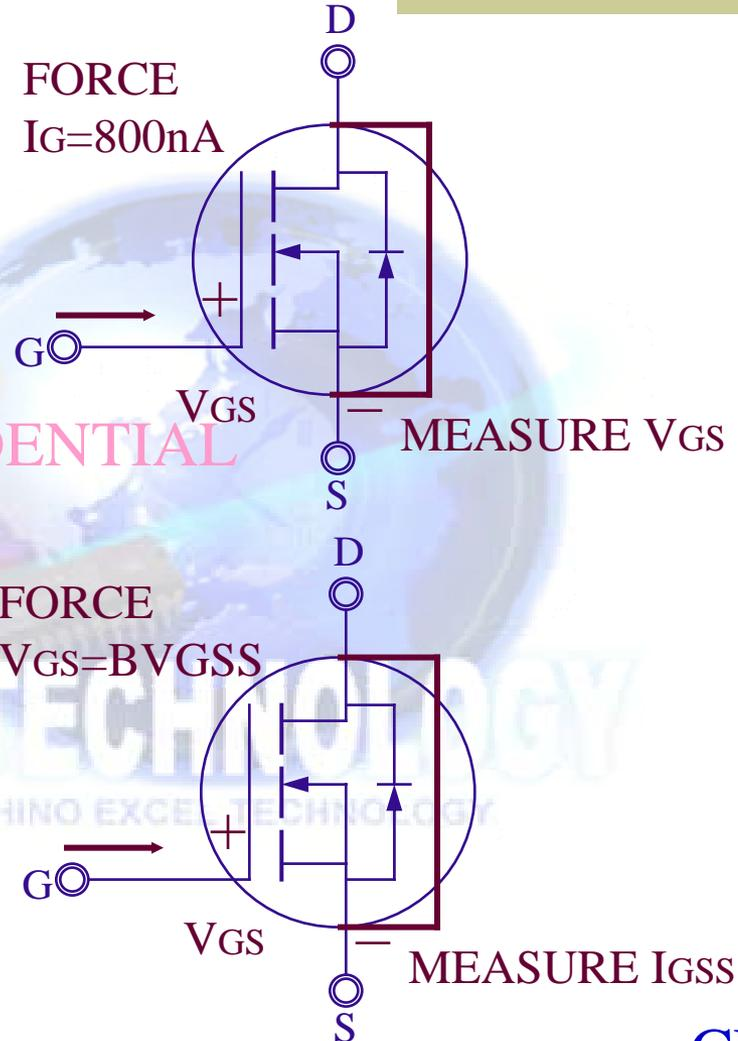 D
FORCE
IG=800nA
+
G
VGS
−
MEASURE VGS
DENTIAL
S
D
FORCE
VGS=BVGSS
TECHNOLOGY
HINO EXCEL TECHNOLOGY
+
G
VGS
−
MEASURE IGSS
S